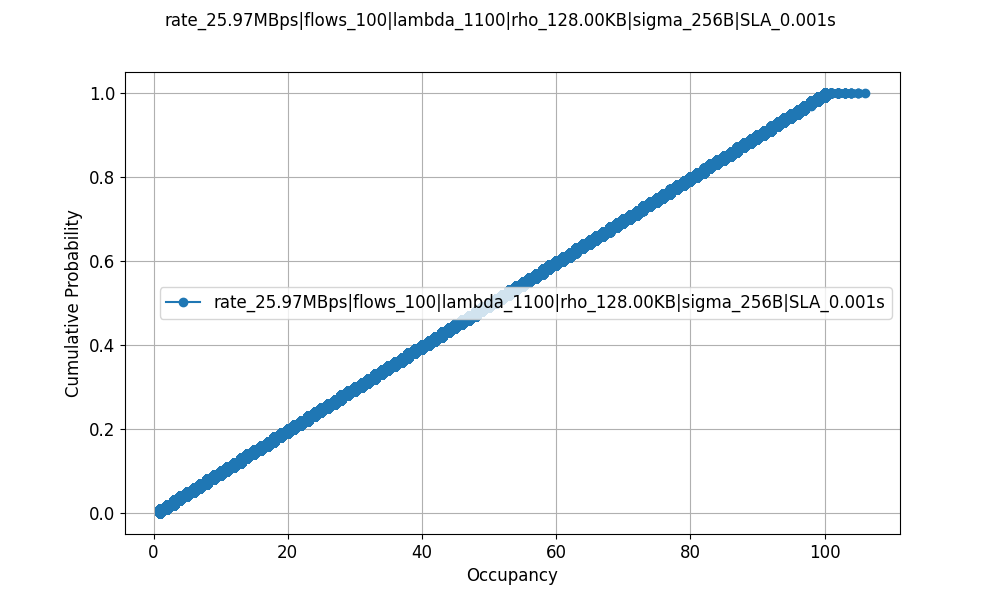 rate_25.97MBps|flows_100|lambda_1100|rho_128.00KB|sigma_256B|SLA_0.001s
1.0
0.8
0.6
0.4
0.2
0.0
Cumulative Probability
rate_25.97MBps|flows_100|lambda_1100|rho_128.00KB|sigma_256B|SLA_0.001s
0 20 40 60 80 100
Occupancy